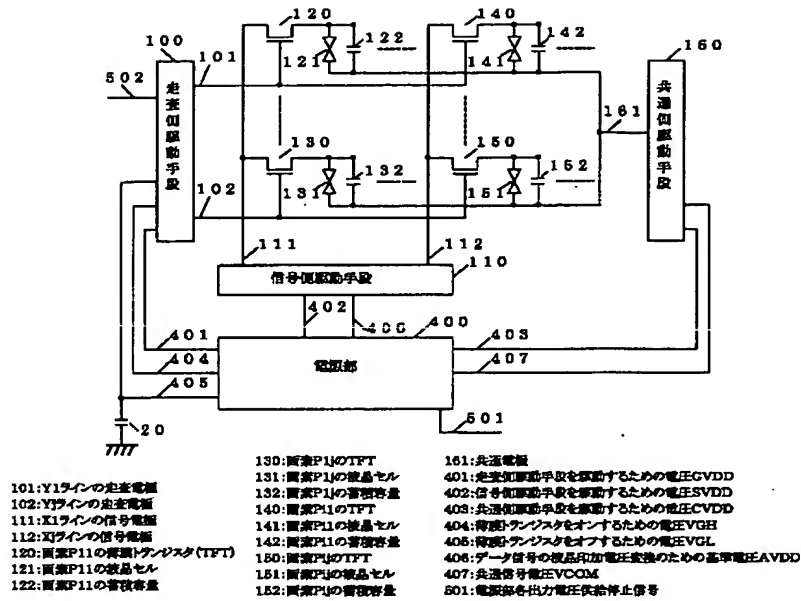 120
140
100
122
142
160
101
502
121
141
走査側駆動手段
共通側駆動手段
161
130
150
132
152
102
131
151
111
112
110
信号側駆動手段
402
406
400
401
403
404
電源部
407
405
20
501
101:Y1ラインの走査電極
102:Yjラインの走査電極
111:X1ラインの信号電極
112:Xjラインの信号電極
120:画素P11の薄膜トランジスタ(TFT)
121:画素P11の液晶セル
122:画素P11の蓄積容量
130:画素P1jのTFT
131:画素P1jの液晶セル
132:画素P1jの蓄積容量
140:画素Pi1のTFT
141:画素Pi1の液晶セル
142:画素Pi1の蓄積容量
150:画素PijのTFT
151:画素Pijの液晶セル
152:画素Pijの蓄積容量
161:共通電極
401:走査側駆動手段を駆動するための電圧GVDD
402:信号側駆動手段を駆動するための電圧SVDD
403:共通側駆動手段を駆動するための電圧CVDD
404:薄膜トランジスタをオンするための電圧VGH
405:薄膜トランジスタをオフするための電圧VGL
406:データ信号の液晶印加電圧変換のための基準電圧AVDD
407:共通信号電圧VCOM
501:電源部各出力電圧供給停止信号